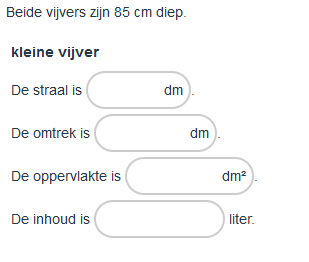 Beide vijvers zijn 85 cm diep.
kleine vijver
De straal is dm.
De omtrek is dm.
De oppervlakte is dm².
De inhoud is liter.